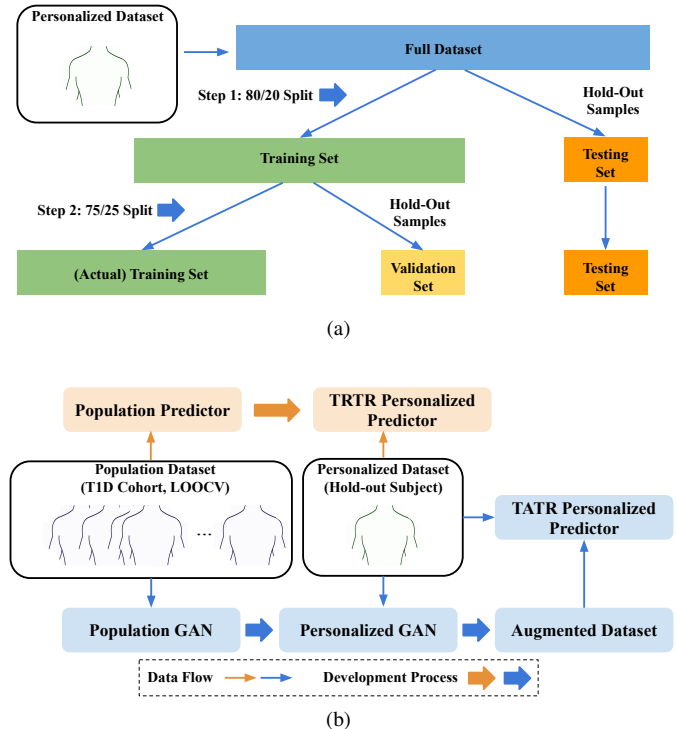 Personalized Dataset
Full Dataset
Step 1: 80/20 Split
Hold-Out
Samples
Training Set
Testing
Set
Step 2: 75/25 Split
Hold-Out
Samples
(Actual) Training Set
Validation
Set
Testing
Set
(a)
Population Predictor
TRTR Personalized
Predictor
Population Dataset
(T1D Cohort, LOOCV)
...
Personalized Dataset
(Hold-out Subject)
TATR Personalized
Predictor
Population GAN
Personalized GAN
Augmented Dataset
Data Flow
Development Process
(b)